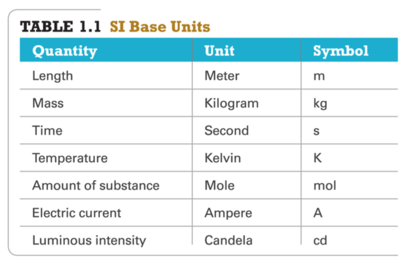 TABLE 1.1 SI Base Units
Quantity Unit Symbol
Length Meter m
Mass Kilogram kg
Time Second s
Temperature Kelvin K
Amount of substance Mole mol
Electric current Ampere A
Luminous intensity Candela cd